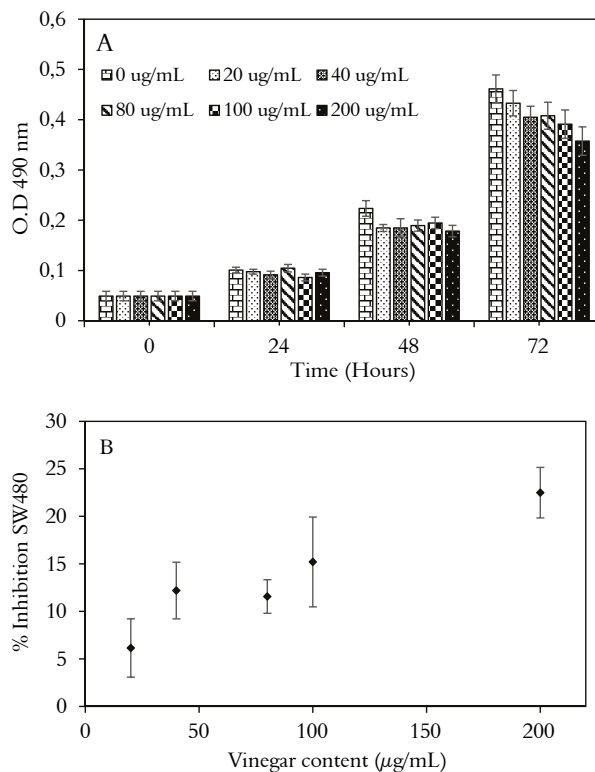 A
0,6
0,5
0,4
0,3
0,2
0,1
0
O.D 490 nm
0 ug/mL 20 ug/mL 40 ug/mL
80 ug/mL 100 ug/mL 200 ug/mL
0 24 48 72
Time (Hours)
B
30
25
20
15
10
5
0
% Inhibition SW480
0 50 100 150 200
Vinegar content (µg/mL)